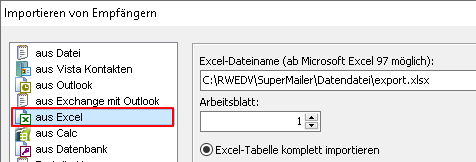 Importieren von Empfängern
aus Datei
aus Vista Kontakten
aus Outlook
aus Exchange mit Outlook
aus Excel
aus Calc
aus Datenbank
Excel-Dateiname (ab Microsoft Excel 97 möglich):
C:\RWEDV\SuperMailer\Datendatei\export.xlsx
Arbeitsblatt:
1
Excel-Tabelle komplett importieren